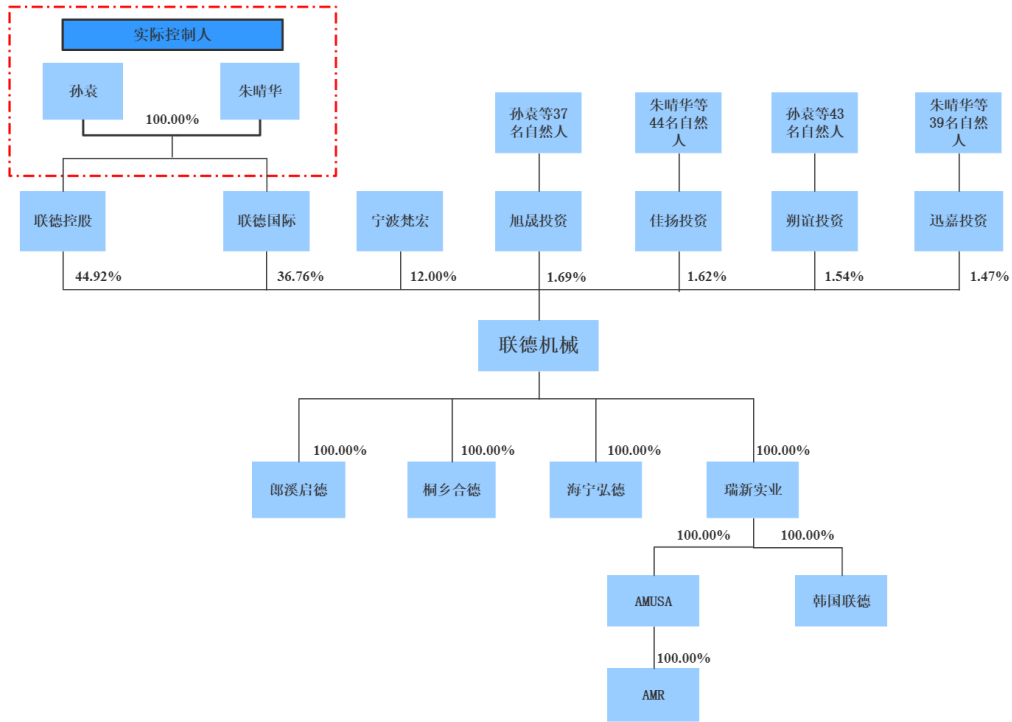 实际控制人
孙袁
朱晴华
100.00%
孙袁等37
名自然人
朱晴华等
44名自然
人
孙袁等43
名自然人
朱晴华等
39名自然
人
联德控股
联德国际
宁波梵宏
旭晟投资
佳扬投资
朔谊投资
迅嘉投资
44.92%
36.76%
12.00%
1.69%
1.62%
1.54%
1.47%
联德机械
100.00%
100.00%
100.00%
100.00%
郎溪启德
桐乡合德
海宁弘德
瑞新实业
100.00%
100.00%
AMUSA
韩国联德
100.00%
AMR